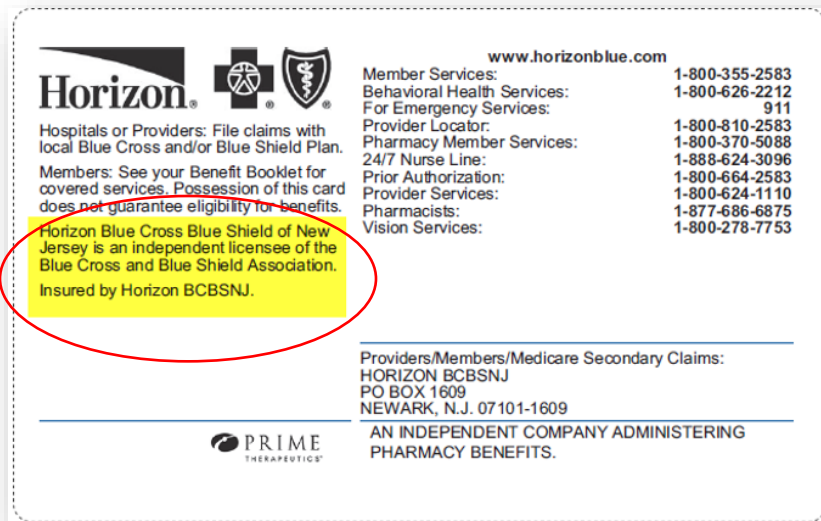 Horizon®
Hospitals or Providers: File claims with
local Blue Cross and/or Blue Shield Plan.
Members: See your Benefit Booklet for
covered services. Possession of this card
does not guarantee eligibility for benefits.
Horizon Blue Cross Blue Shield of New
Jersey is an independent licensee of the
Blue Cross and Blue Shield Association.
Insured by Horizon BCBSNJ.
www.horizonblue.com
Member Services: 1-800-355-2583
Behavioral Health Services: 1-800-626-2212
For Emergency Services: 911
Provider Locator: 1-800-810-2583
Pharmacy Member Services: 1-800-370-5088
24/7 Nurse Line: 1-888-624-3096
Prior Authorization: 1-800-664-2583
Provider Services: 1-800-624-1110
Pharmacists: 1-877-686-6875
Vision Services: 1-800-278-7753
Providers/Members/Medicare Secondary Claims:
HORIZON BCBSNJ
PO BOX 1609
NEWARK, N.J. 07101-1609
PRIME
THERAPEUTICS®
AN INDEPENDENT COMPANY ADMINISTERING
PHARMACY BENEFITS.